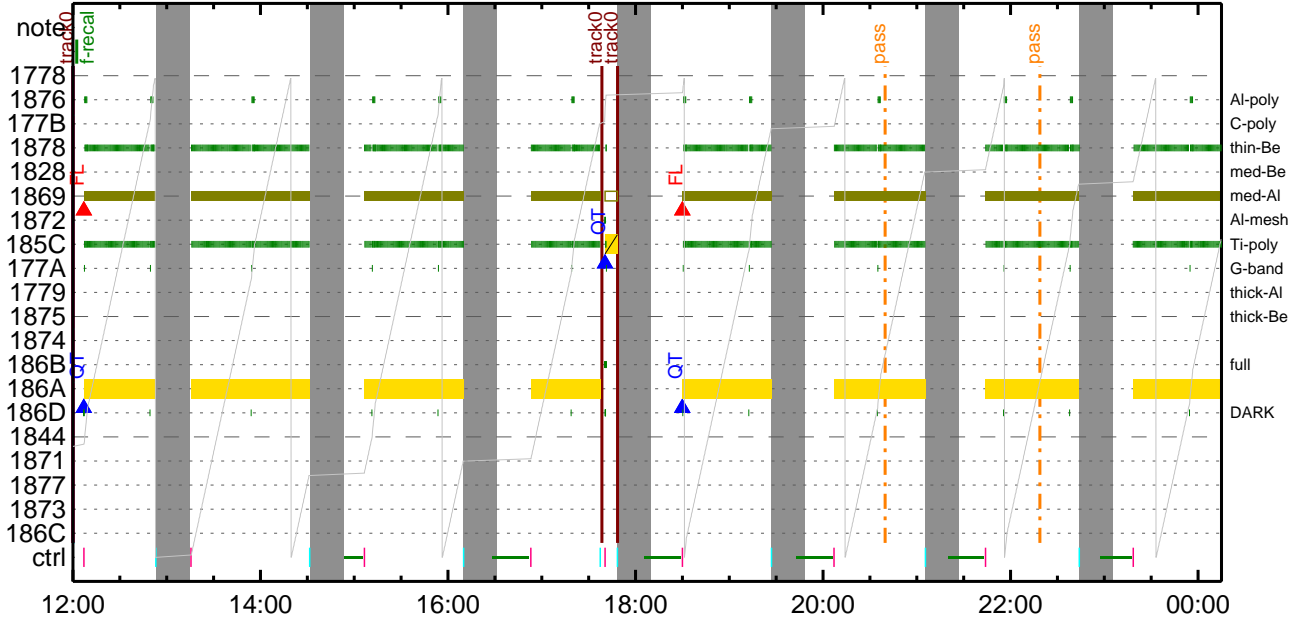 note
track0
f-recal
track0
track0
pass
pass
1778
1876 Al-poly
177B C-poly
1878 thin-Be
1828 med-Be
FL
FL
1869 med-Al
1872 Al-mesh
QT
185C Ti-poly
177A G-band
1779 thick-Al
1875 thick-Be
1874
QT
QT
186B full
186A
186D DARK
1844
1871
1877
1873
186C
ctrl
12:00 14:00 16:00 18:00 20:00 22:00 00:00